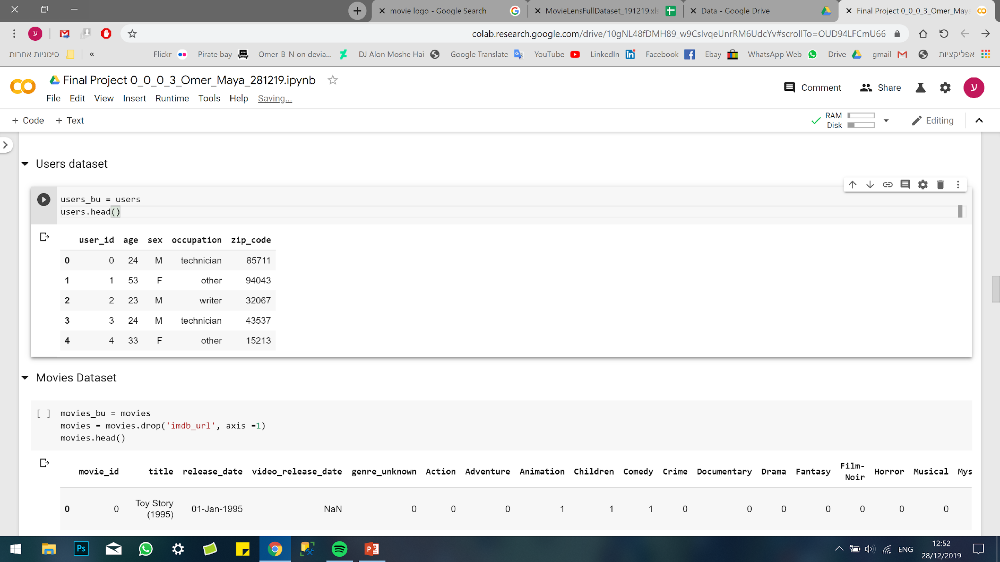 movie logo - Google Search
MovieLensFullDataset_191219.xls
Data - Google Drive
Final Project 0_0_0_3_Omer_Maya
colab.research.google.com/drive/10gNL48fDMH89_w9CsIvqeUnrRM6UdcYv#scrollTo=OUD94LFCmU66
סימניות אחרות « Flickr Pirate bay Omer-B-N on devia... DJ Alon Moshe Hai Google Translate YouTube LinkedIn Facebook Ebay WhatsApp Web Drive gmail אפליקציות
Final Project 0_0_0_3_Omer_Maya_281219.ipynb
Comment Share ע
File Edit View Insert Runtime Tools Help Saving...
+ Code + Text
RAM
Disk
Editing
Users dataset
users_bu = users
users.head()
user_id age sex occupation zip_code
0 0 24 M technician 85711
1 1 53 F other 94043
2 2 23 M writer 32067
3 3 24 M technician 43537
4 4 33 F other 15213
Movies Dataset
[ ] movies_bu = movies
movies = movies.drop('imdb_url', axis =1)
movies.head()
movie_id title release_date video_release_date genre_unknown Action Adventure Animation Children Comedy Crime Documentary Drama Fantasy Film-Noir Horror Musical Mys
0 0 Toy Story (1995) 01-Jan-1995 NaN 0 0 0 1 1 1 0 0 0 0 0 0 0
Ps
ENG
12:52
28/12/2019